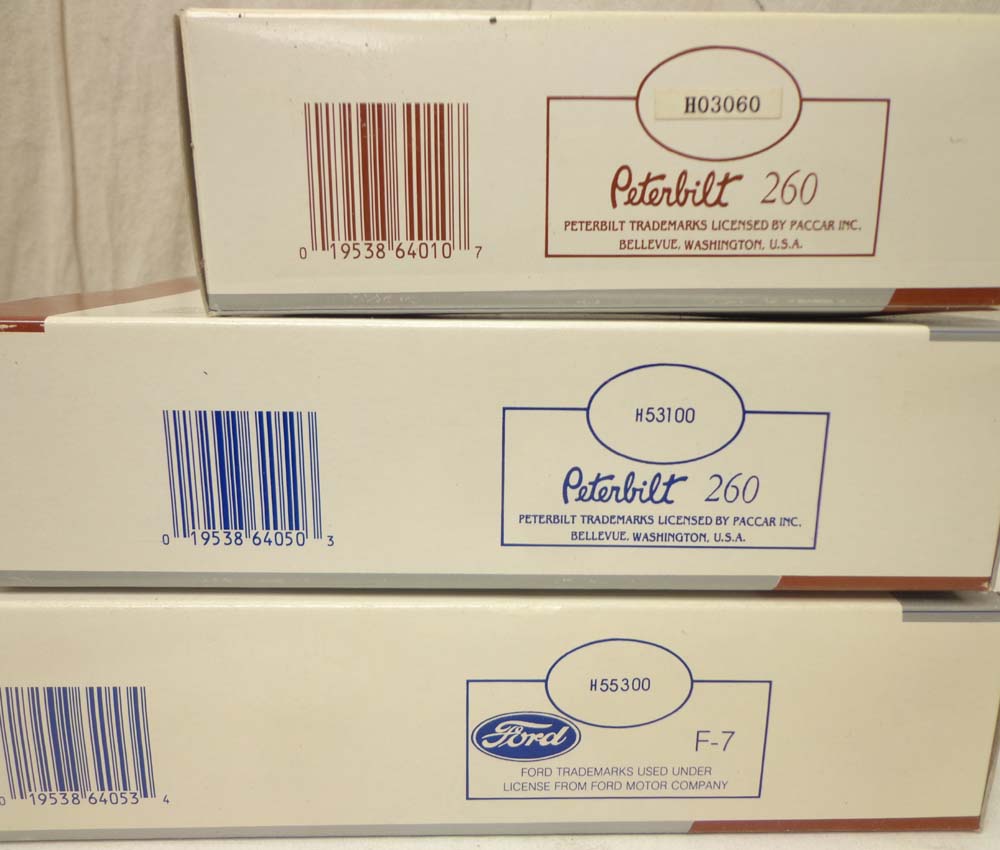 H03060
Peterbilt 260
PETERBILT TRADEMARKS LICENSED BY PACCAR INC.
BELLEVUE, WASHINGTON, U.S.A.
0 19538 64010 7
H53100
Peterbilt 260
PETERBILT TRADEMARKS LICENSED BY PACCAR INC.
BELLEVUE, WASHINGTON, U.S.A.
0 19538 64050 3
H55300
Ford F-7
FORD TRADEMARKS USED UNDER
LICENSE FROM FORD MOTOR COMPANY
0 19538 64053 4